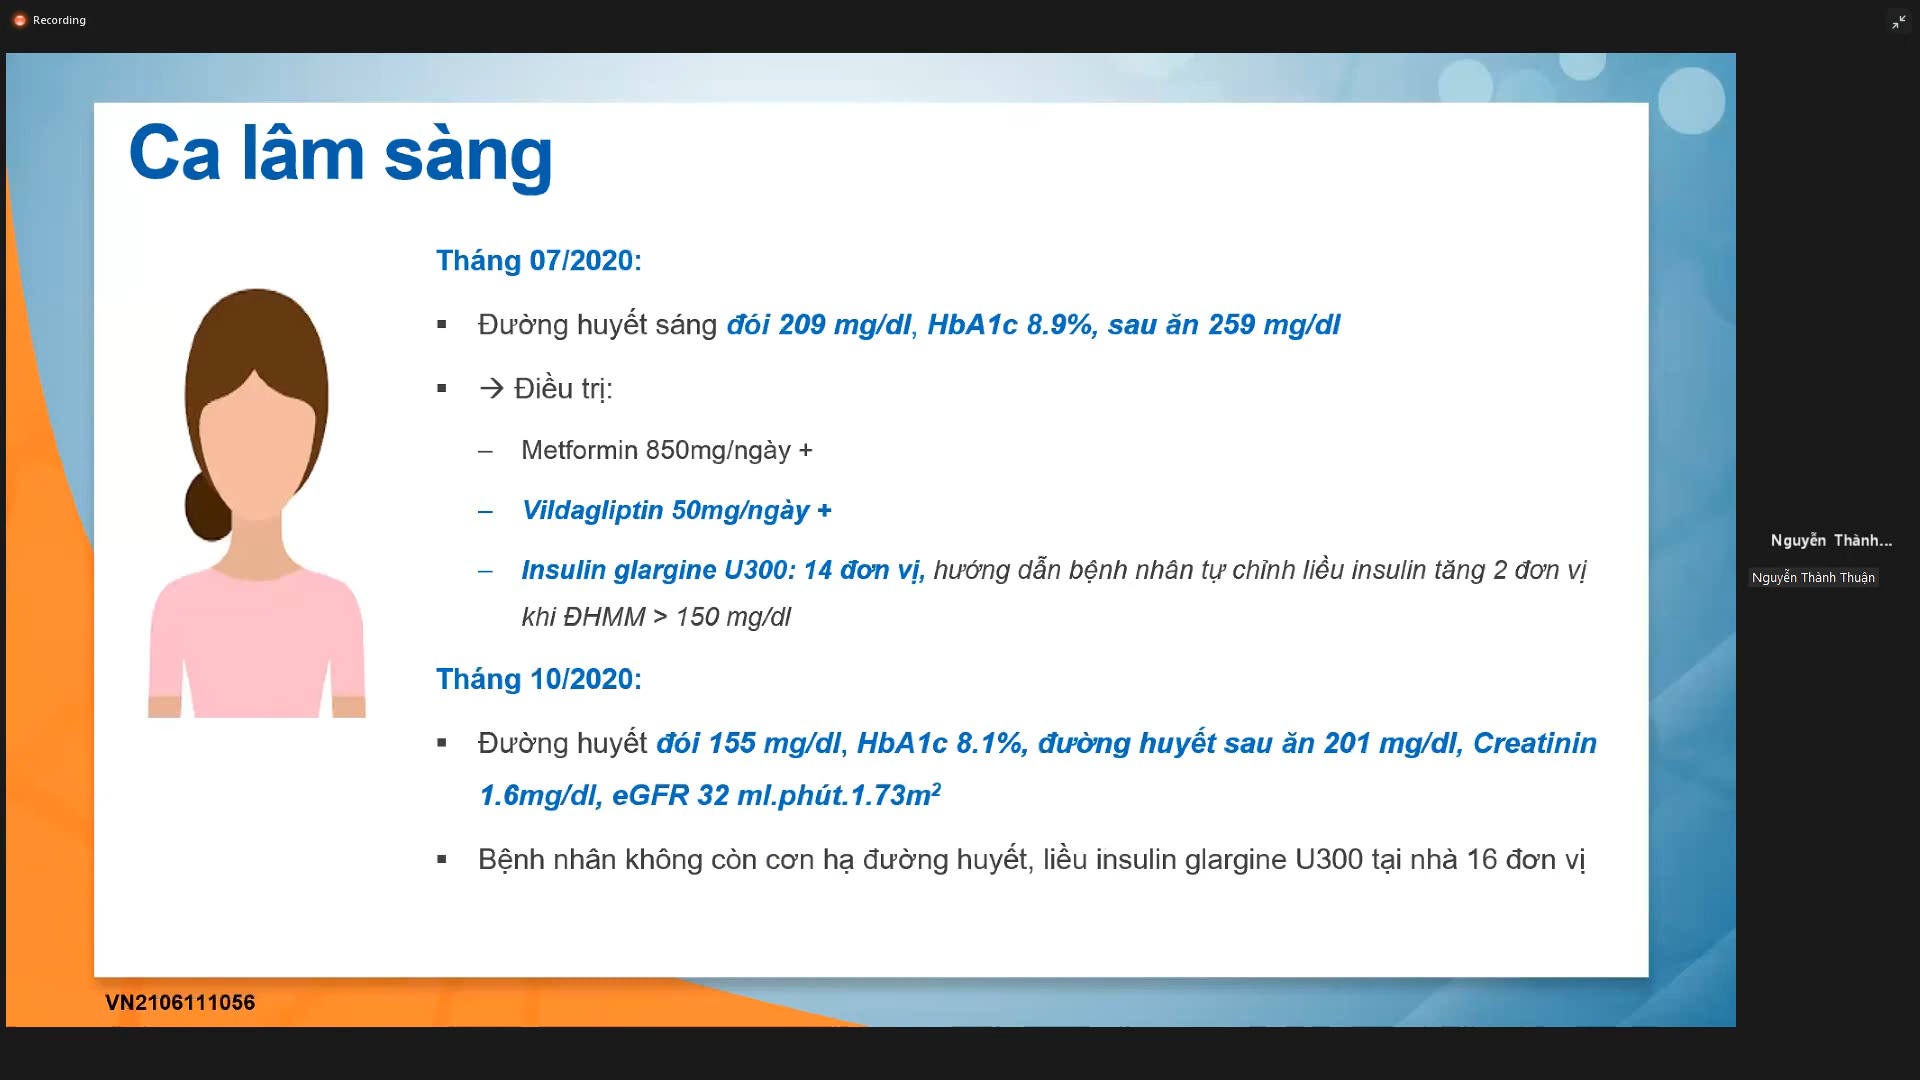 Recording
Ca lâm sàng
Tháng 07/2020:
▪ Đường huyết sáng đói 209 mg/dl, HbA1c 8.9%, sau ăn 259 mg/dl
▪ → Điều trị:
– Metformin 850mg/ngày +
– Vildagliptin 50mg/ngày +
– Insulin glargine U300: 14 đơn vị, hướng dẫn bệnh nhân tự chỉnh liều insulin tăng 2 đơn vị
khi ĐHMM > 150 mg/dl
Tháng 10/2020:
▪ Đường huyết đói 155 mg/dl, HbA1c 8.1%, đường huyết sau ăn 201 mg/dl, Creatinin
1.6mg/dl, eGFR 32 ml.phút.1.73m²
▪ Bệnh nhân không còn cơn hạ đường huyết, liều insulin glargine U300 tại nhà 16 đơn vị
VN2106111056
Nguyễn Thành...
Nguyễn Thành Thuận